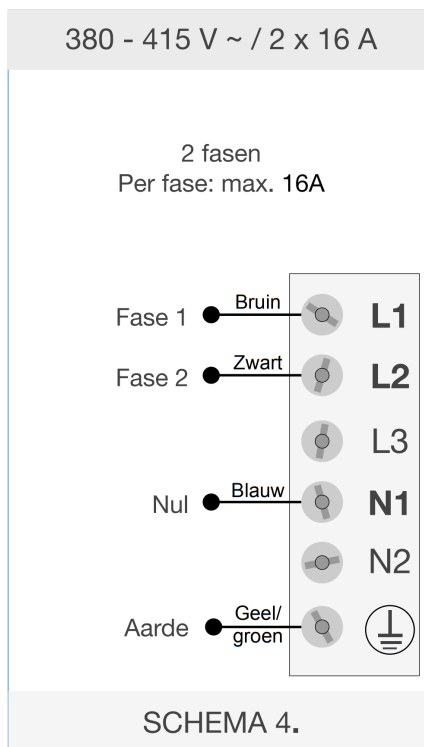 380 - 415 V ~ / 2 x 16 A
2 fasen
Per fase: max. 16A
Fase 1 Bruin L1
Fase 2 Zwart L2
L3
Nul Blauw N1
N2
Aarde Geel/
groen
SCHEMA 4.